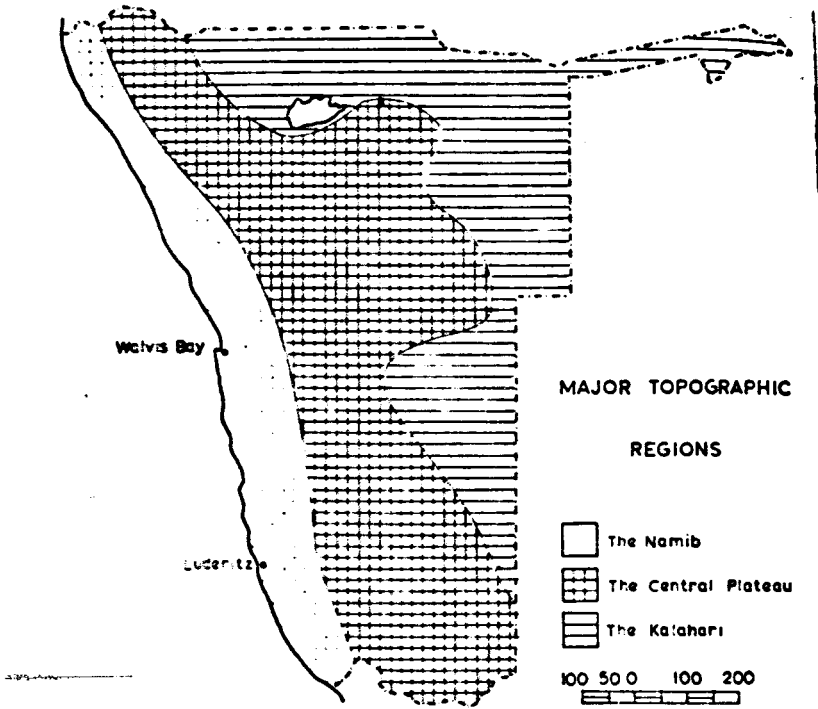 Walvis Bay
Luderitz
MAJOR TOPOGRAPHIC
REGIONS
The Namib
The Central Plateau
The Kalahari
100 50 0 100 200